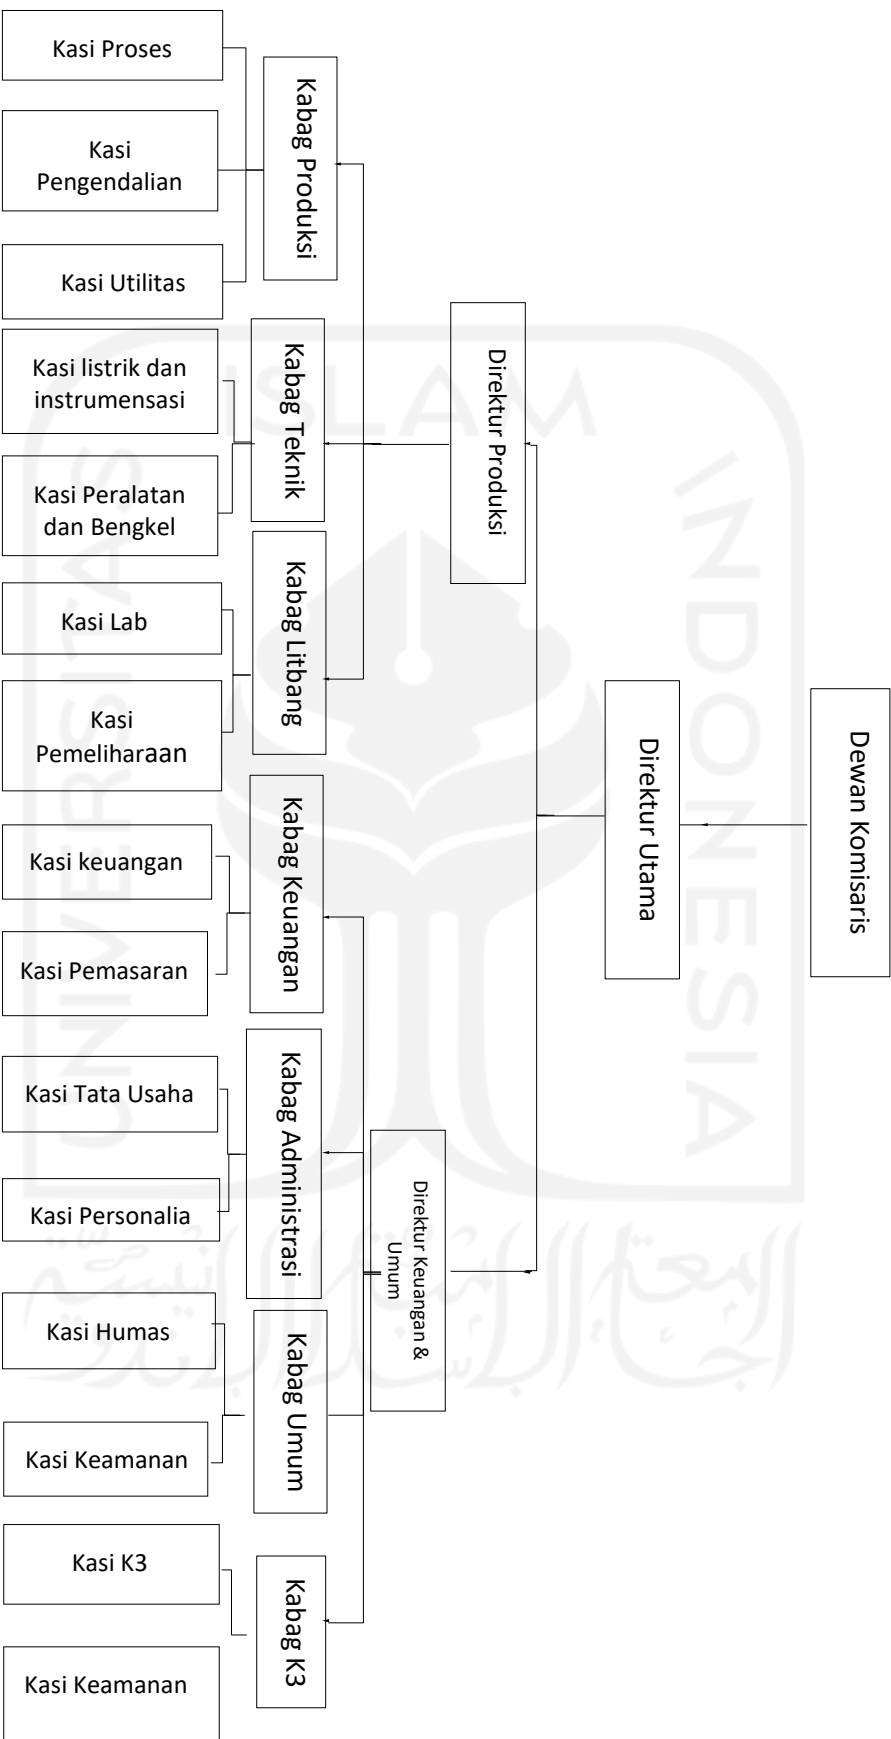 Dewan Komisaris
Direktur Utama
Direktur Produksi
Direktur Keuangan &
Umum
Kabag Produksi
Kabag Teknik
Kabag Litbang
Kabag Keuangan
Kabag Administrasi
Kabag Umum
Kabag K3
Kasi Proses
Kasi
Pengendalian
Kasi Utilitas
Kasi listrik dan
instrumensasi
Kasi Peralatan
dan Bengkel
Kasi Lab
Kasi
Pemeliharaan
Kasi keuangan
Kasi Pemasaran
Kasi Tata Usaha
Kasi Personalia
Kasi Humas
Kasi Keamanan
Kasi K3
Kasi Keamanan
UNIVERSITAS
ISLAM
INDONESIA